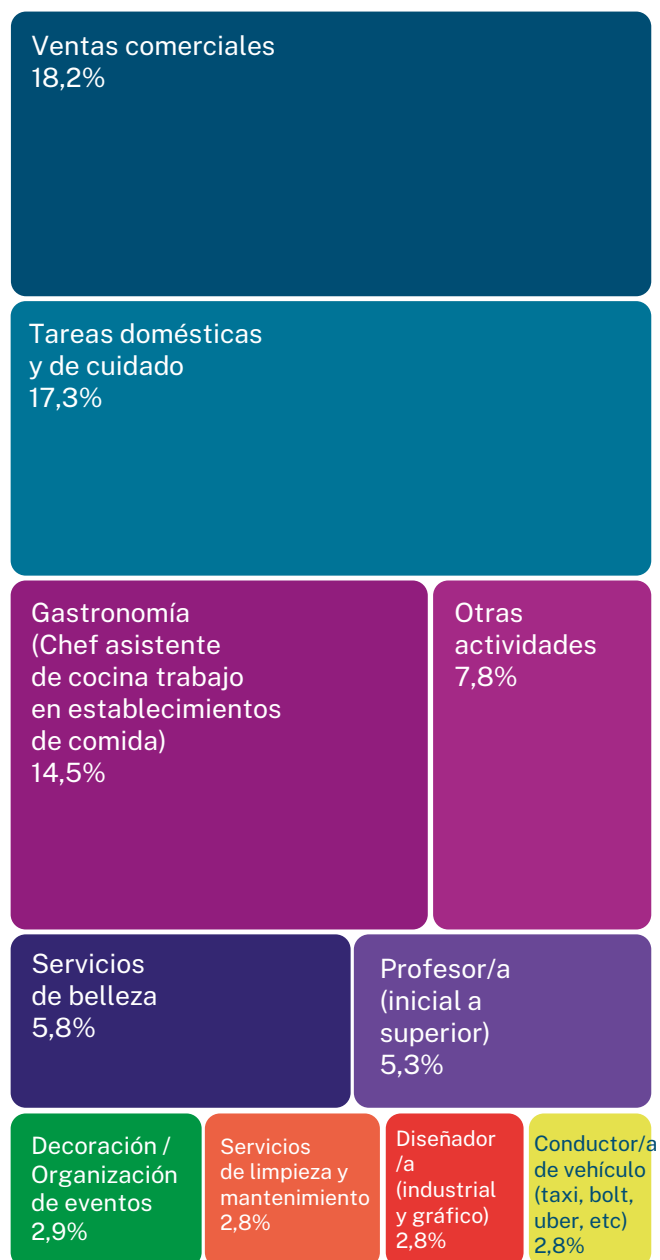 Ventas comerciales
18,2%
Tareas domésticas
y de cuidado
17,3%
Gastronomía
(Chef asistente
de cocina trabajo
en establecimientos
de comida)
14,5%
Otras
actividades
7,8%
Servicios
de belleza
5,8%
Profesor/a
(inicial a
superior)
5,3%
Decoración /
Organización
de eventos
2,9%
Servicios
de limpieza y
mantenimiento
2,8%
Diseñador
/a
(industrial
y gráfico)
2,8%
Conductor/a
de vehículo
(taxi, bolt,
uber, etc)
2,8%